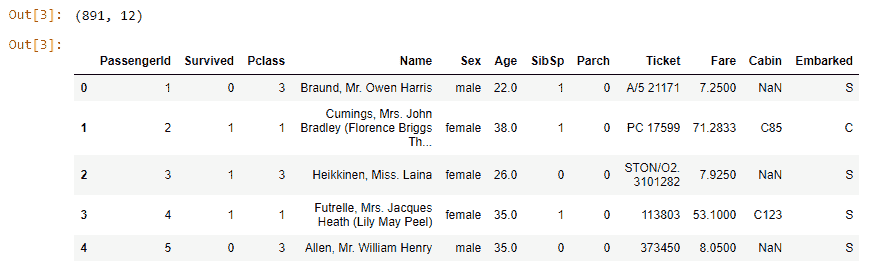 Out[3]: (891, 12)
Out[3]:
PassengerId Survived Pclass Name Sex Age SibSp Parch Ticket Fare Cabin Embarked
0 1 0 3 Braund, Mr. Owen Harris male 22.0 1 0 A/5 21171 7.2500 NaN S
Cumings, Mrs. John
1 2 1 1 Bradley (Florence Briggs female 38.0 1 0 PC 17599 71.2833 C85 C
Th...
2 3 1 3 Heikkinen, Miss. Laina female 26.0 0 0 STON/O2. 7.9250 NaN S
3101282
3 4 1 1 Futrelle, Mrs. Jacques female 35.0 1 0 113803 53.1000 C123 S
Heath (Lily May Peel)
4 5 0 3 Allen, Mr. William Henry male 35.0 0 0 373450 8.0500 NaN S